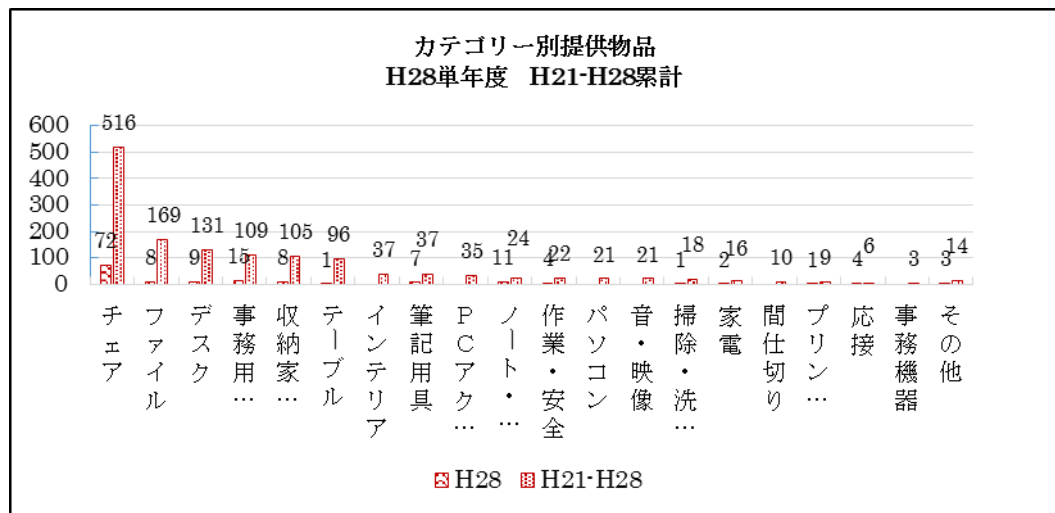 カテゴリー別提供物品
H28単年度 H21-H28累計
600
500
400
300
200
100
0
72 516
8 169
9 131
15 109
8 105
1 96
37
7 37
35
11 24
4 22
21
21
1 18
2 16
10
1 9
4 6
3
3 14
チェア
ファイル
デスク
事務用…
収納家…
テーブル
インテリア
筆記用具
PCアク…
ノート・…
作業・安全
パソコン
音・映像
掃除・洗…
家電
間仕切り
プリン…
応接
事務機器
その他
H28 H21-H28